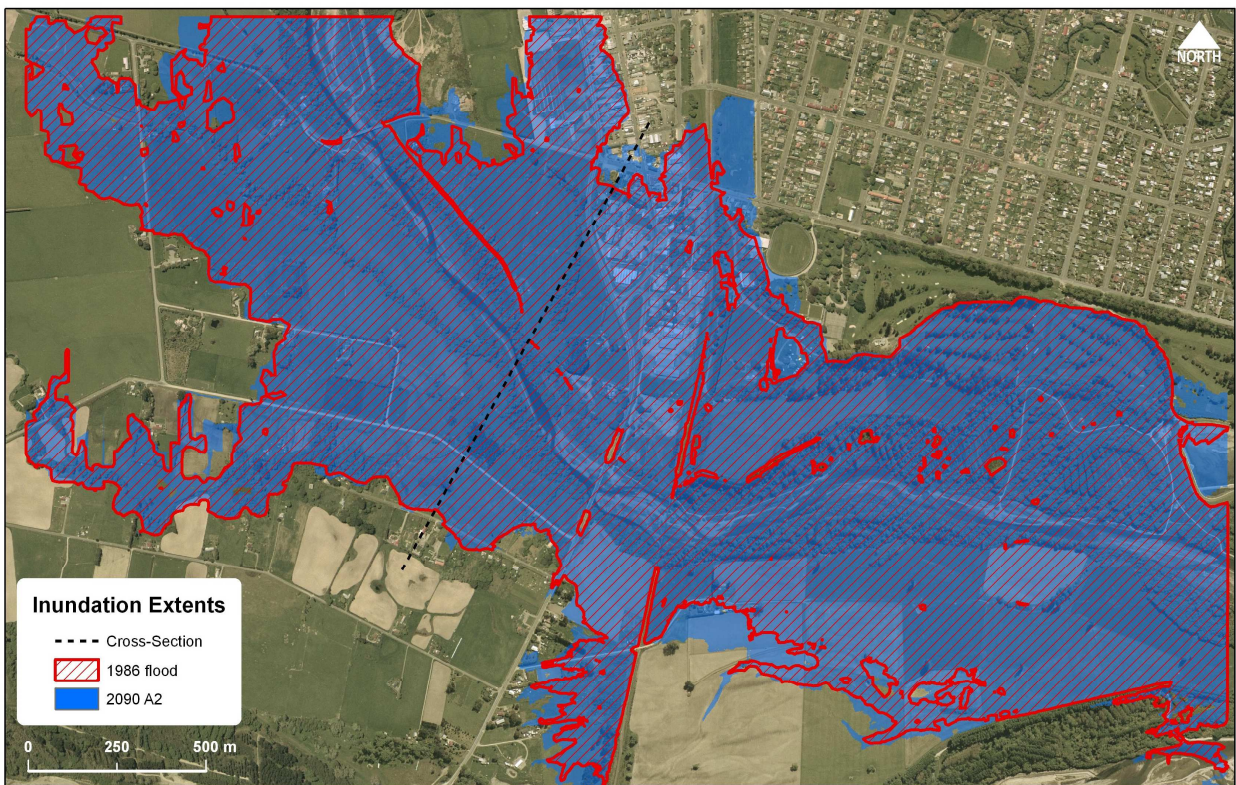 NORTH
Inundation Extents
Cross-Section
1986 flood
2090 A2
0 250 500 m